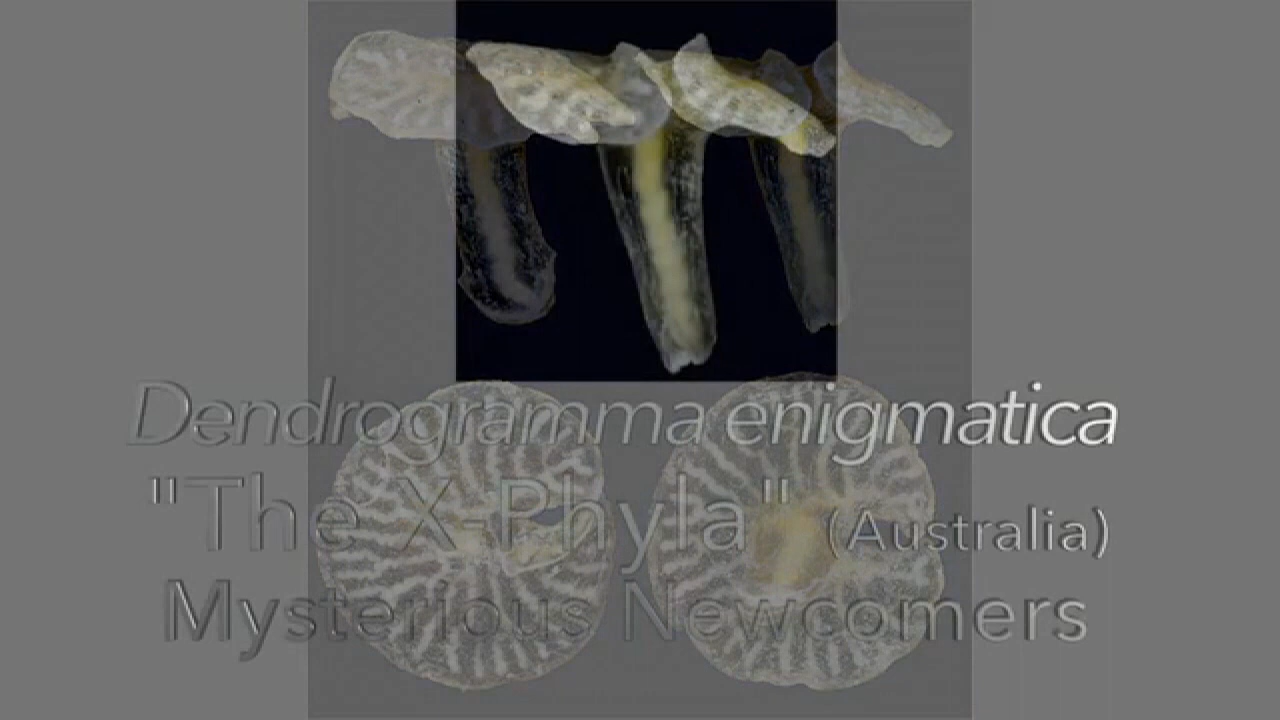 Dendrogramma enigmatica
"The X-Phyla" (Australia)
Mysterious Newcomers